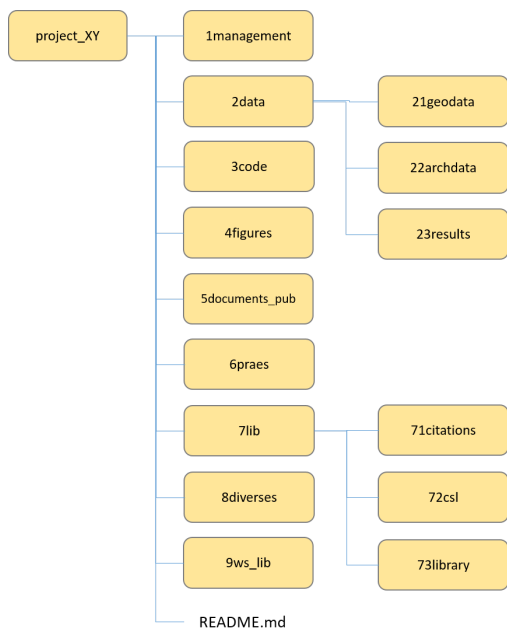 project_XY
1management
2data
21geodata
22archdata
23results
3code
4figures
5documents_pub
6praes
7lib
71citations
72csl
73library
8diverses
9ws_lib
README.md